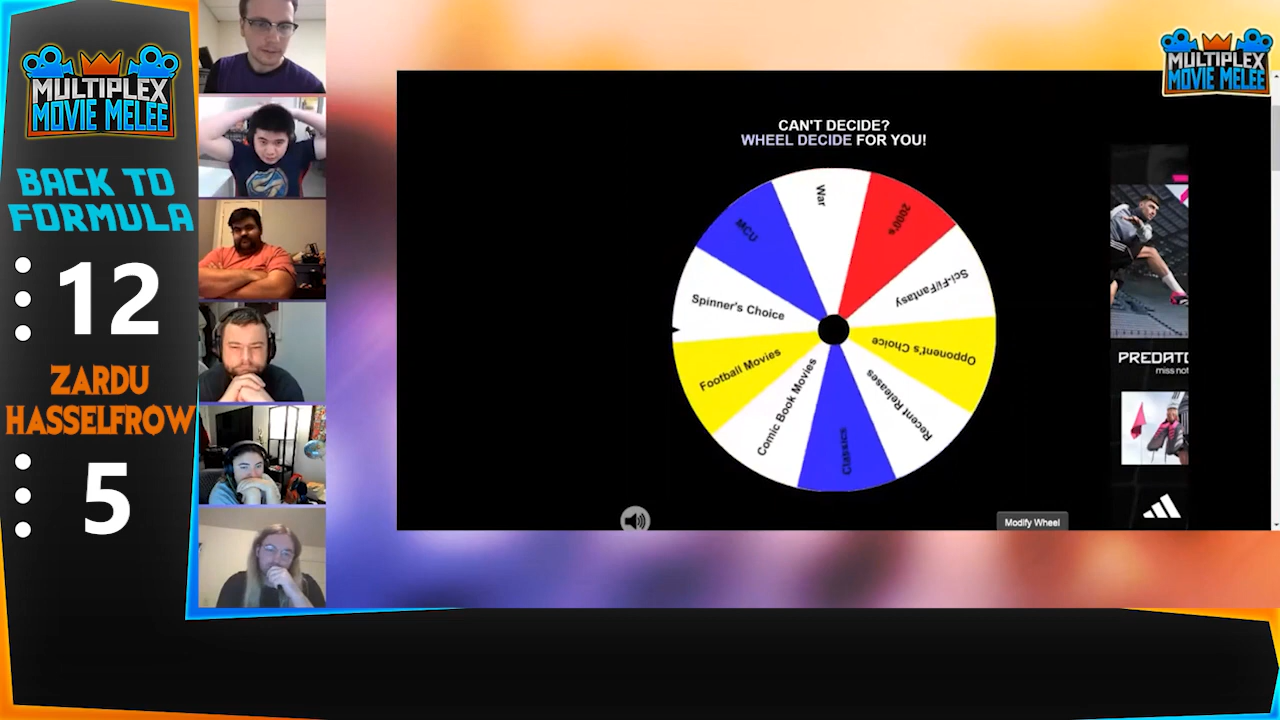 MULTIPLEX
MOVIE MELEE
BACK TO
FORMULA
12
ZARDU
HASSELFROW
5
MULTIPLEX
MOVIE MELEE
CAN'T DECIDE?
WHEEL DECIDE FOR YOU!
War
2000's
Sci-Fi/Fantasy
Opponent's Choice
Recent Releases
Classics
Comic Book Movies
Football Movies
Spinner's Choice
MCU
Modify Wheel
PREDATO
miss not